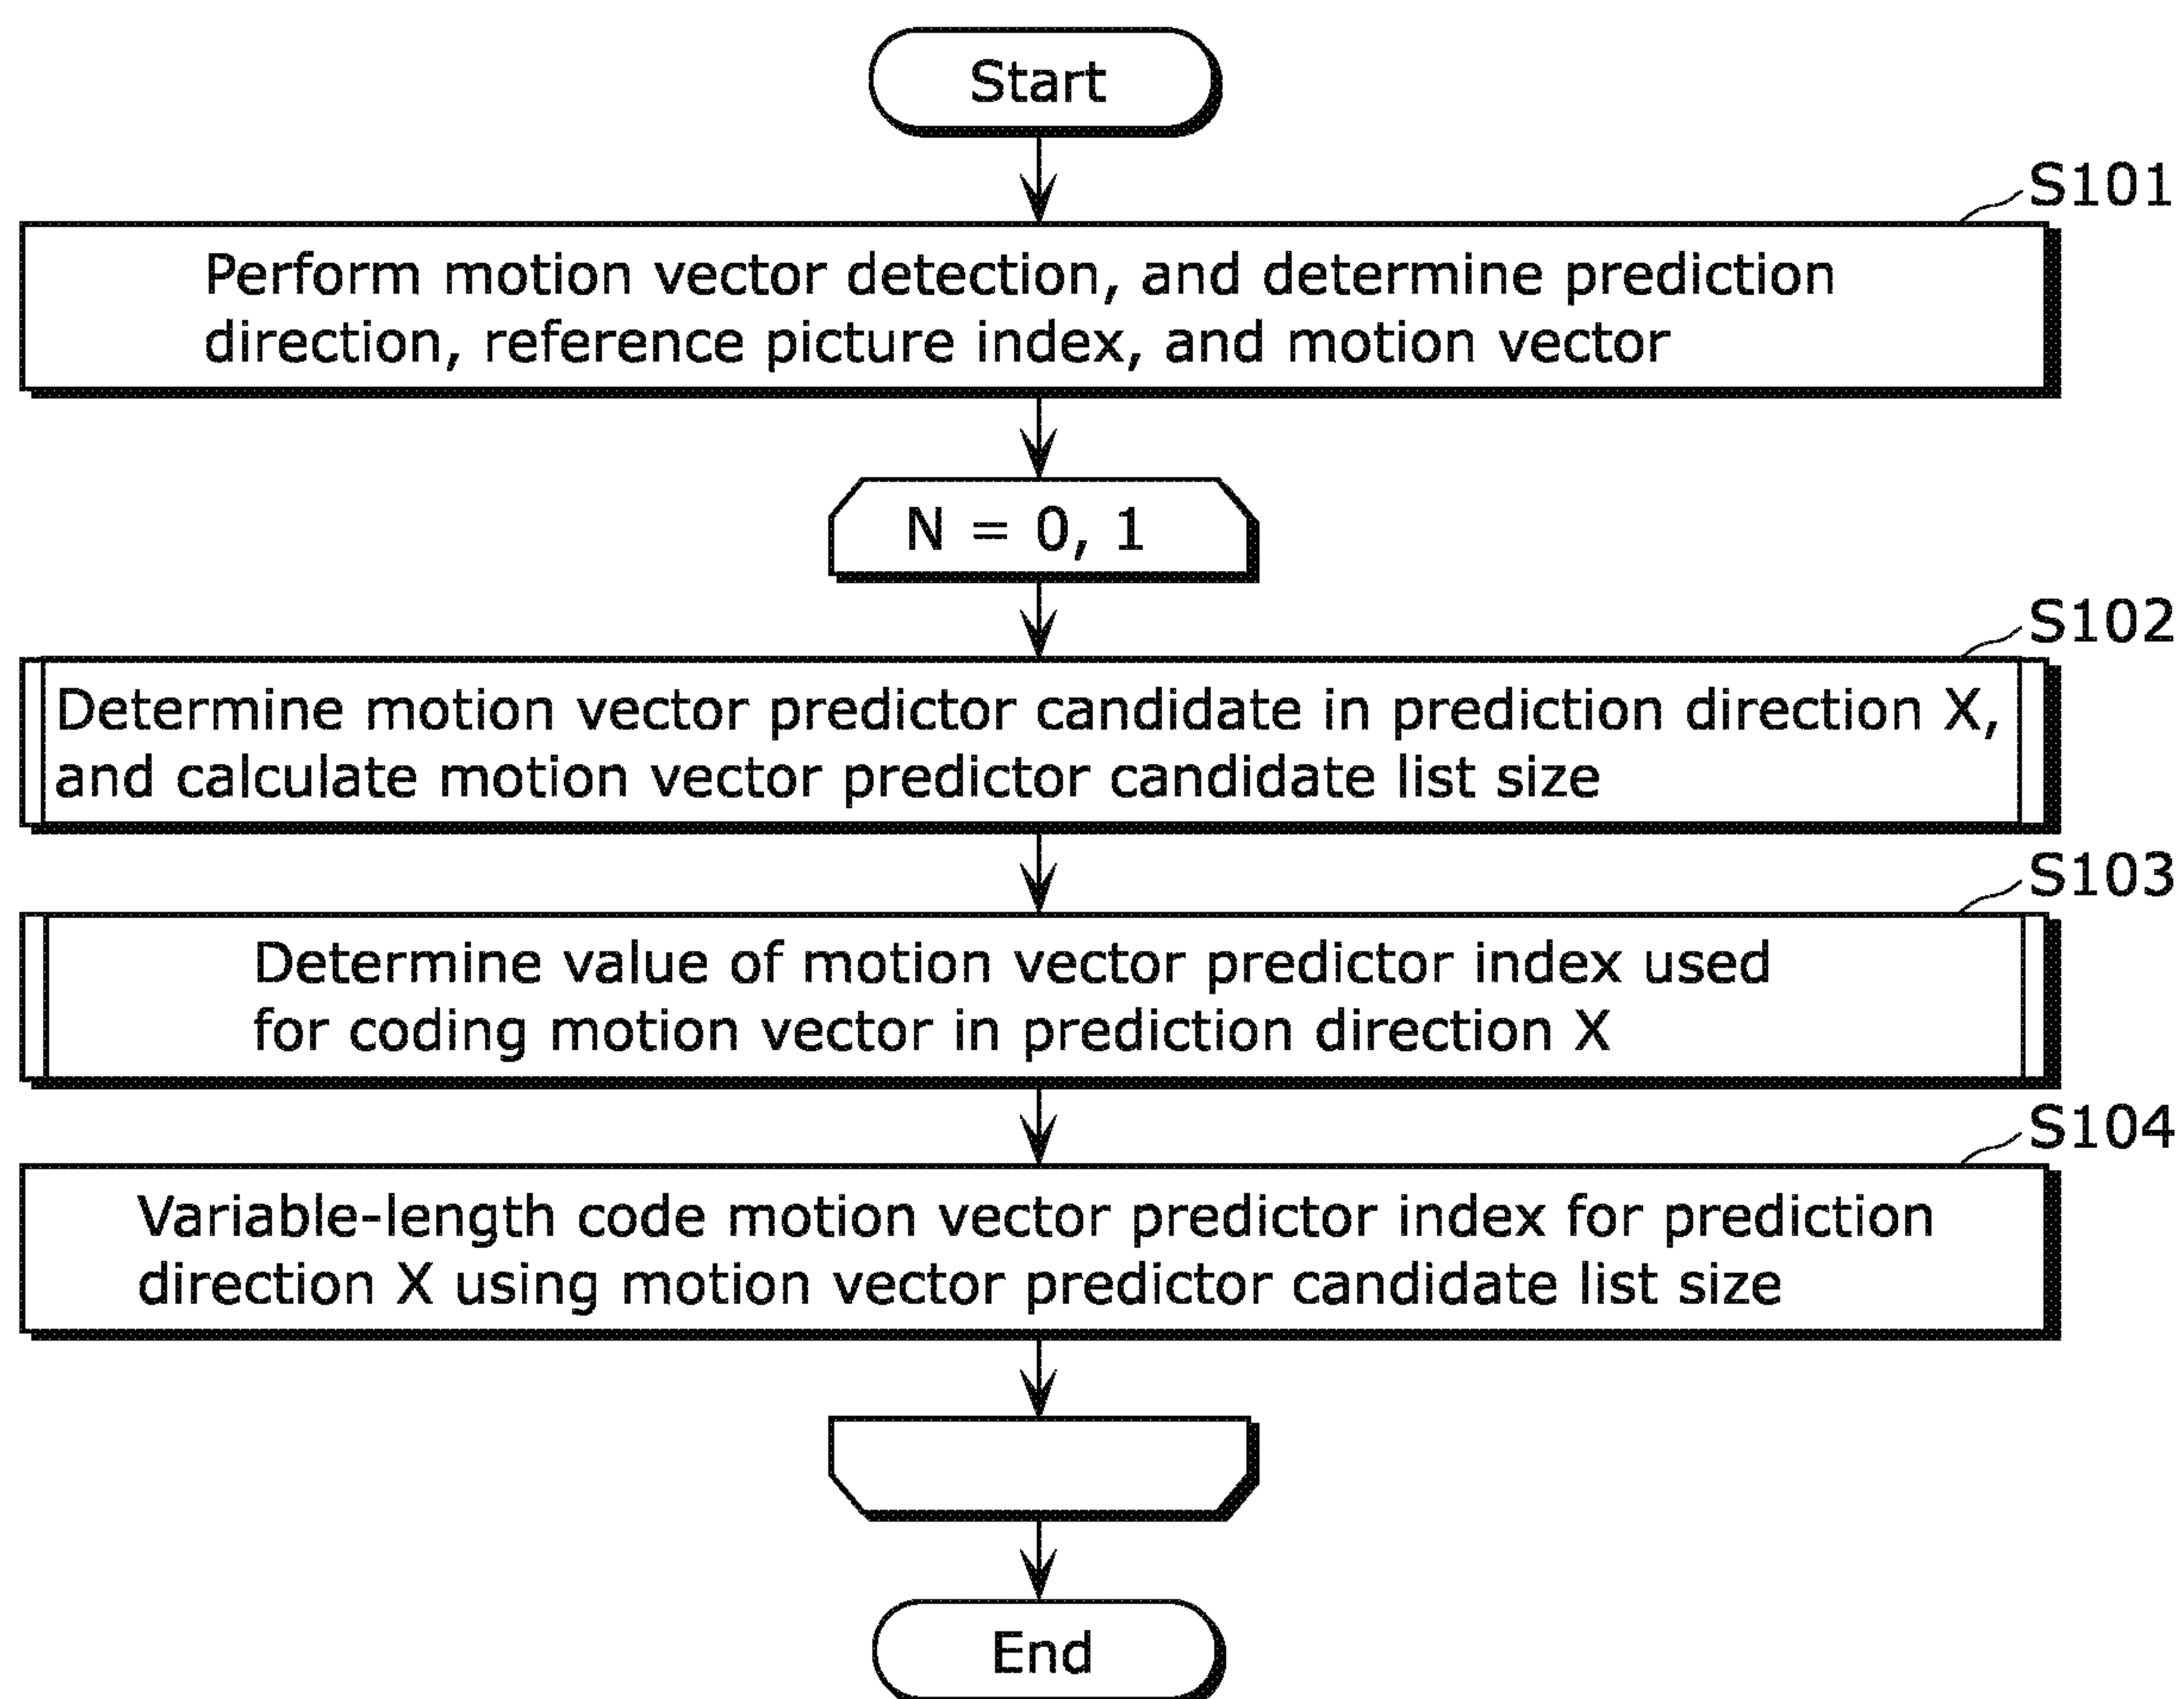 Start
S101
Perform motion vector detection, and determine prediction
direction, reference picture index, and motion vector
N = 0, 1
S102
Determine motion vector predictor candidate in prediction direction X,
and calculate motion vector predictor candidate list size
S103
Determine value of motion vector predictor index used
for coding motion vector in prediction direction X
S104
Variable-length code motion vector predictor index for prediction
direction X using motion vector predictor candidate list size
End